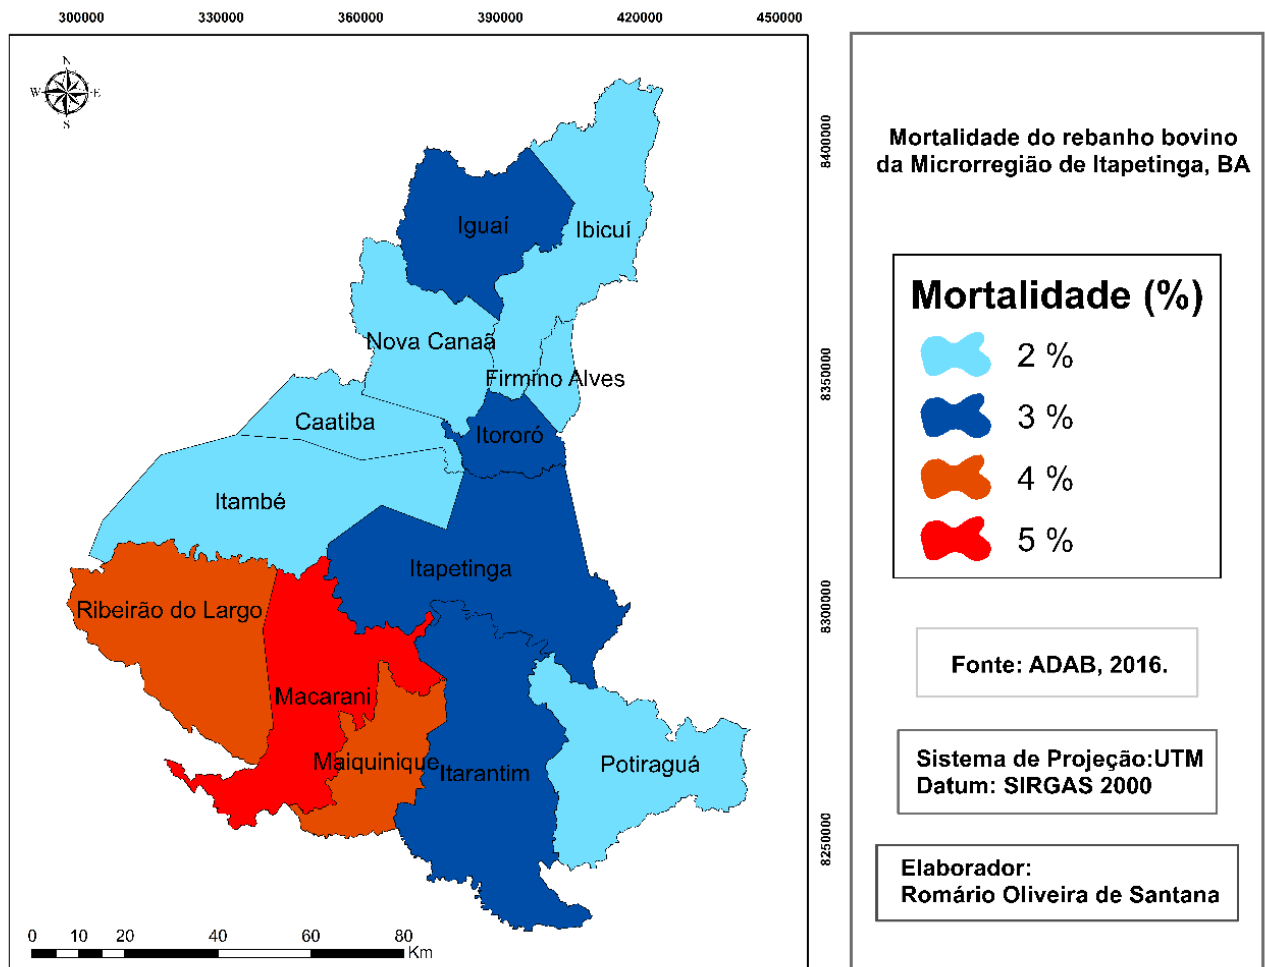 300000 330000 360000 390000 420000 450000
N
W E
S
8400000
8350000
8300000
8250000
Iguaí
Ibicuí
Nova Canaã
Firmino Alves
Caatiba
Itororó
Itambé
Itapetinga
Ribeirão do Largo
Macarani
Maiquinique
Itarantim
Potiraguá
0 10 20 40 60 80
Km
Mortalidade do rebanho bovino
da Microrregião de Itapetinga, BA
Mortalidade (%)
2 %
3 %
4 %
5 %
Fonte: ADAB, 2016.
Sistema de Projeção:UTM
Datum: SIRGAS 2000
Elaborador:
Romário Oliveira de Santana